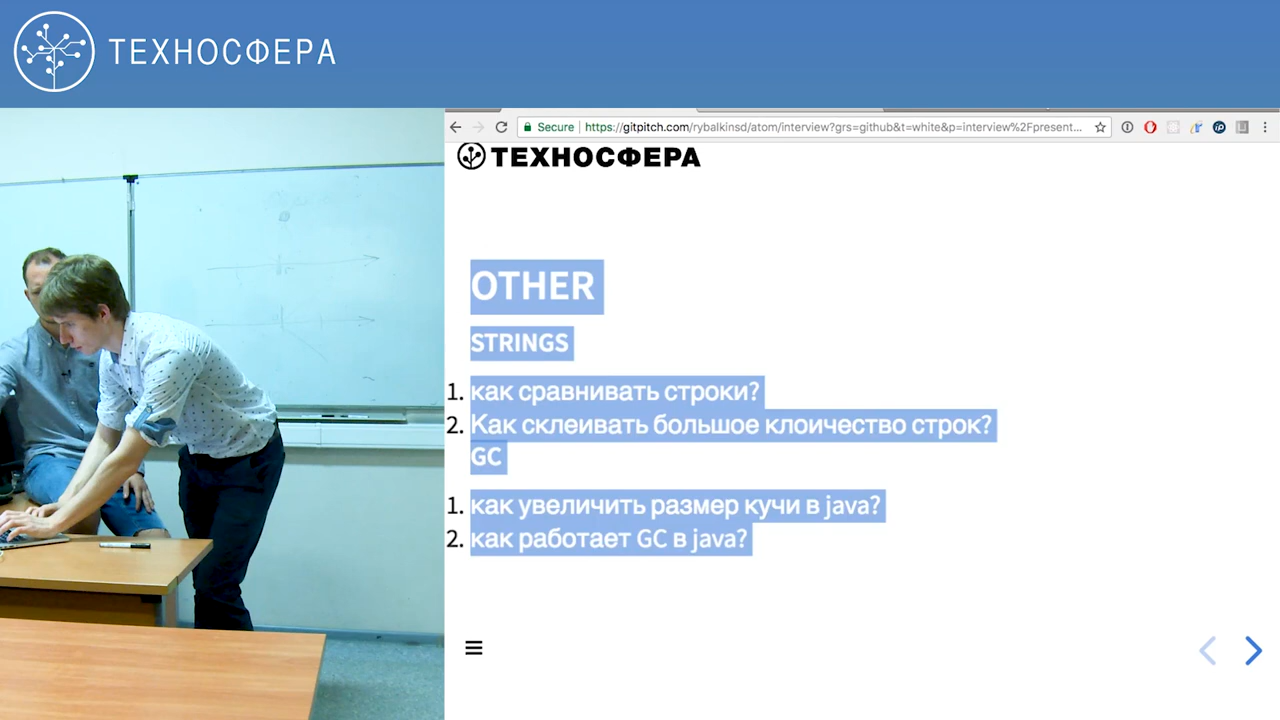 ТЕХНОСФЕРА
Secure
https://gitpitch.com/rybalkinsd/atom/interview?grs=github&t=white&p=interview%2Fpresent...
ТЕХНОСФЕРА
OTHER
STRINGS
1. как сравнивать строки?
2. Как склеивать большое клоичество строк?
GC
1. как увеличить размер кучи в java?
2. как работает GC в java?